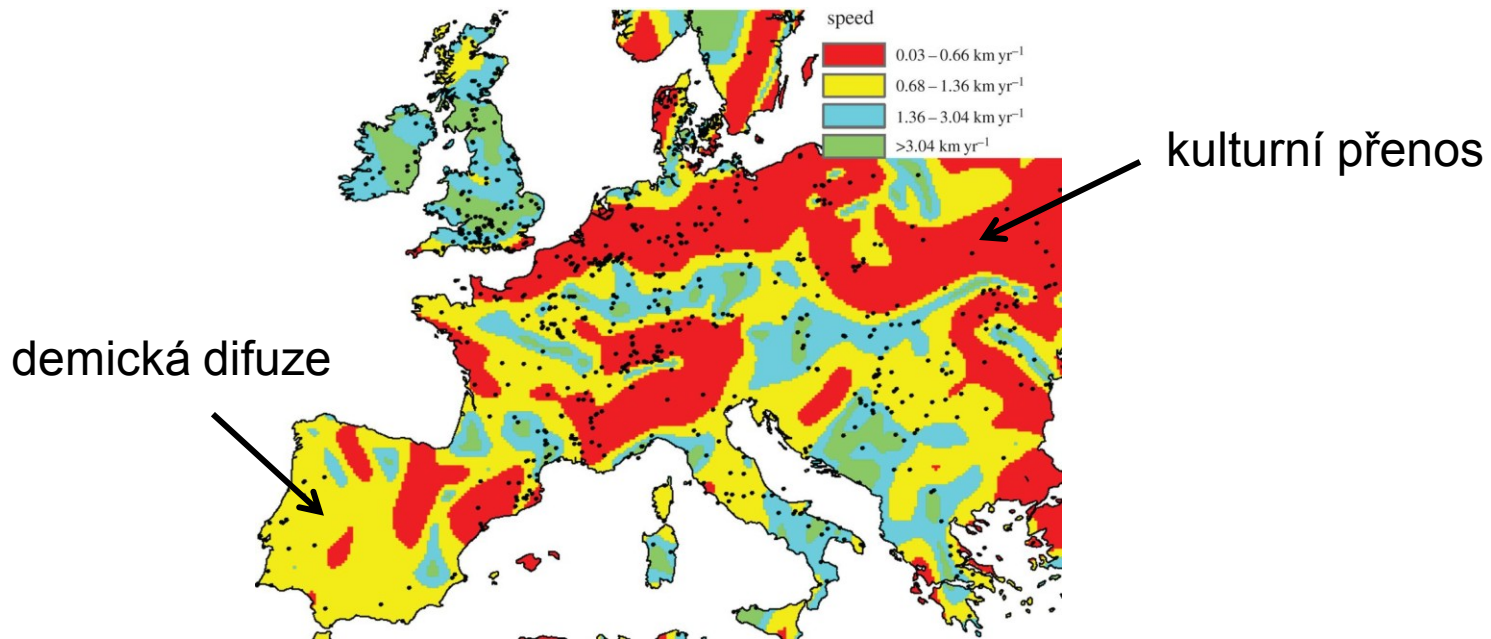 speed
0.03 – 0.66 km yr⁻¹
0.68 – 1.36 km yr⁻¹
1.36 – 3.04 km yr⁻¹
>3.04 km yr⁻¹
kulturní přenos
demická difuze